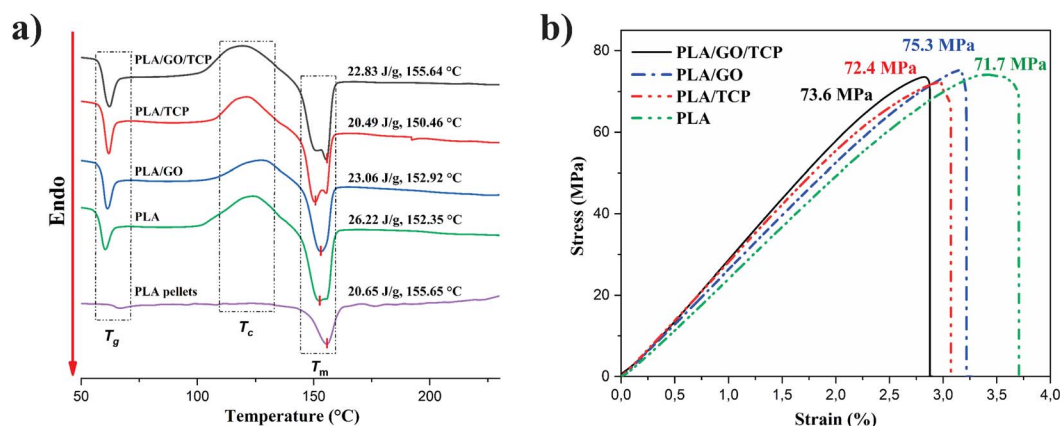 a)
Endo
PLA/GO/TCP
22.83 J/g, 155.64 °C
PLA/TCP
20.49 J/g, 150.46 °C
PLA/GO
23.06 J/g, 152.92 °C
PLA
26.22 J/g, 152.35 °C
PLA pellets
20.65 J/g, 155.65 °C
Tg
Tc
Tm
50 100 150 200
Temperature (°C)
b)
Stress (MPa)
80
60
40
20
0
PLA/GO/TCP
PLA/GO
PLA/TCP
PLA
75.3 MPa
72.4 MPa
71.7 MPa
73.6 MPa
0,0 0,5 1,0 1,5 2,0 2,5 3,0 3,5 4,0
Strain (%)